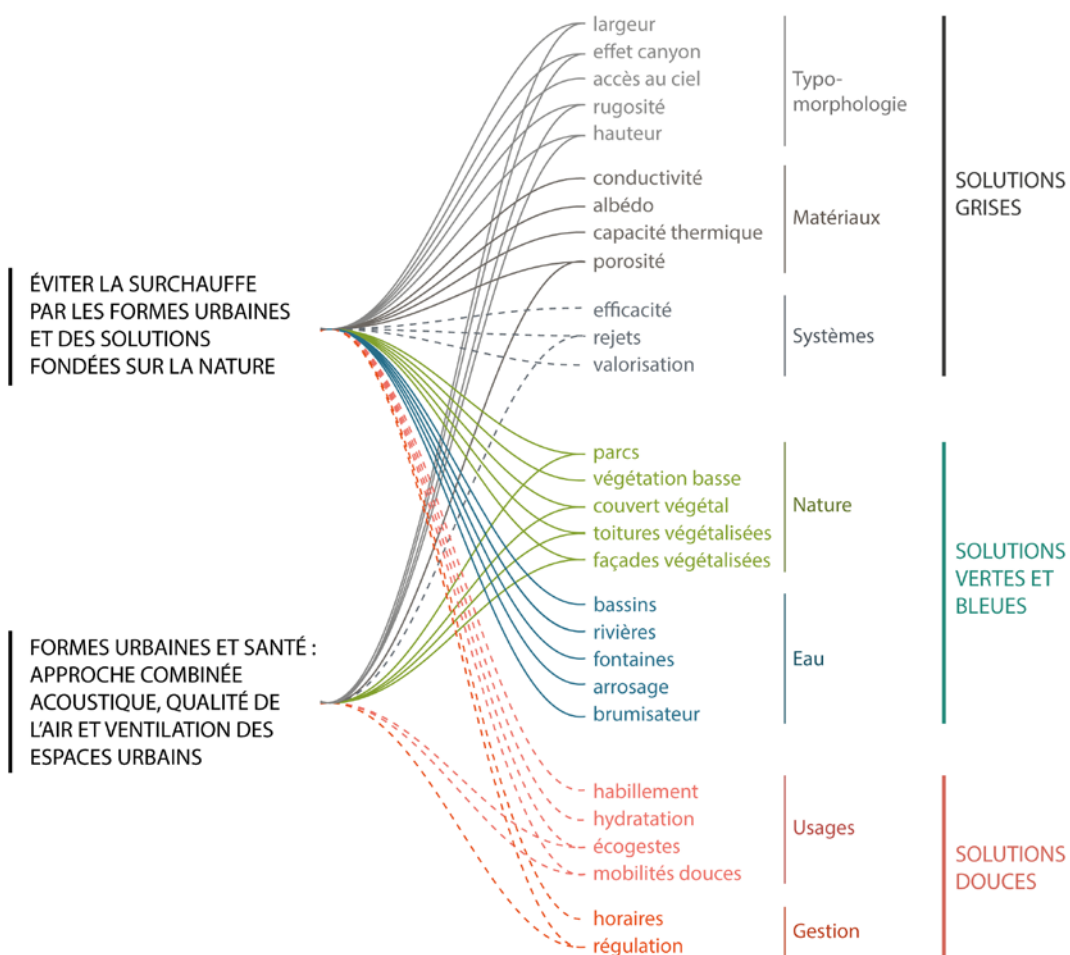 ÉVITER LA SURCHAUFFE
PAR LES FORMES URBAINES
ET DES SOLUTIONS
FONDÉES SUR LA NATURE
FORMES URBAINES ET SANTÉ :
APPROCHE COMBINÉE
ACOUSTIQUE, QUALITÉ DE
L'AIR ET VENTILATION DES
ESPACES URBAINS
largeur
effet canyon
accès au ciel
rugosité
hauteur
Typo-
morphologie
conductivité
albédo
capacité thermique
porosité
Matériaux
efficacité
rejets
valorisation
Systèmes
SOLUTIONS
GRISES
parcs
végétation basse
couvert végétal
toitures végétalisées
façades végétalisées
Nature
bassins
rivières
fontaines
arrosage
brumisateur
Eau
SOLUTIONS
VERTES ET
BLEUES
habillement
hydratation
écogestes
mobilités douces
Usages
horaires
régulation
Gestion
SOLUTIONS
DOUCES